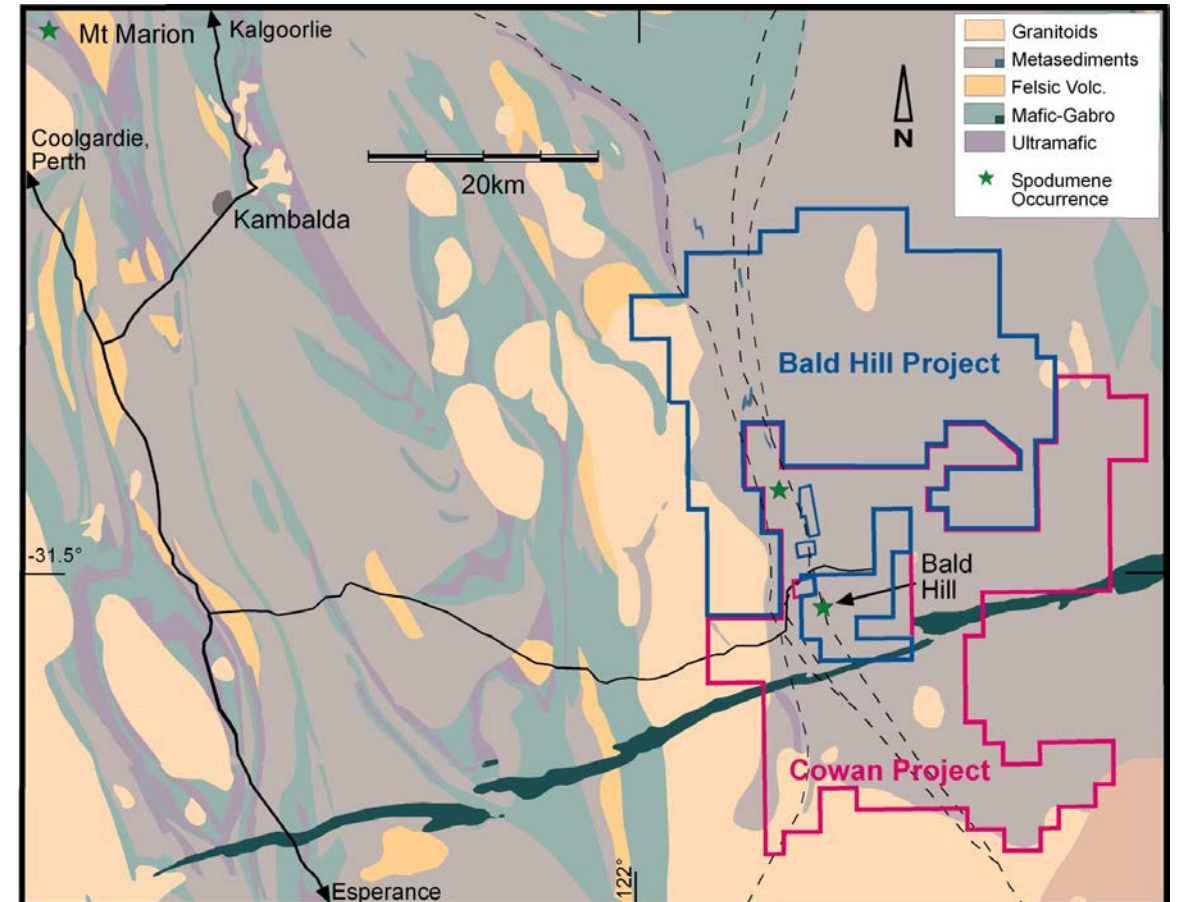 Mt Marion
Kalgoorlie
Coolgardie,
Perth
Kambalda
20km
N
Granitoids
Metasediments
Felsic Volc.
Mafic-Gabro
Ultramafic
Spodumene
Occurrence
Bald Hill Project
-31.5°
Bald
Hill
Cowan Project
122°
Esperance